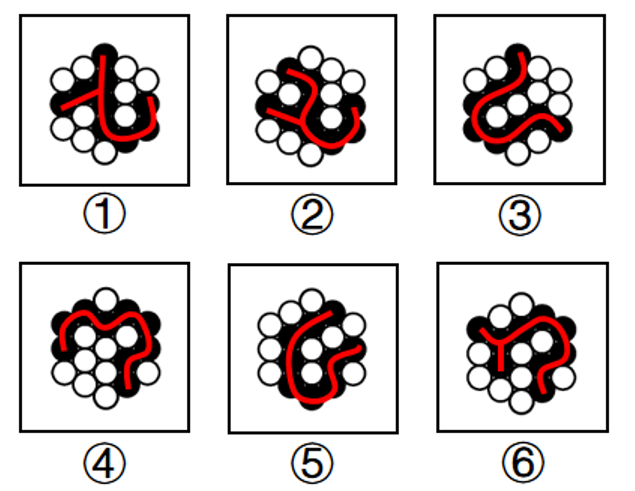 ① ② ③
④ ⑤ ⑥